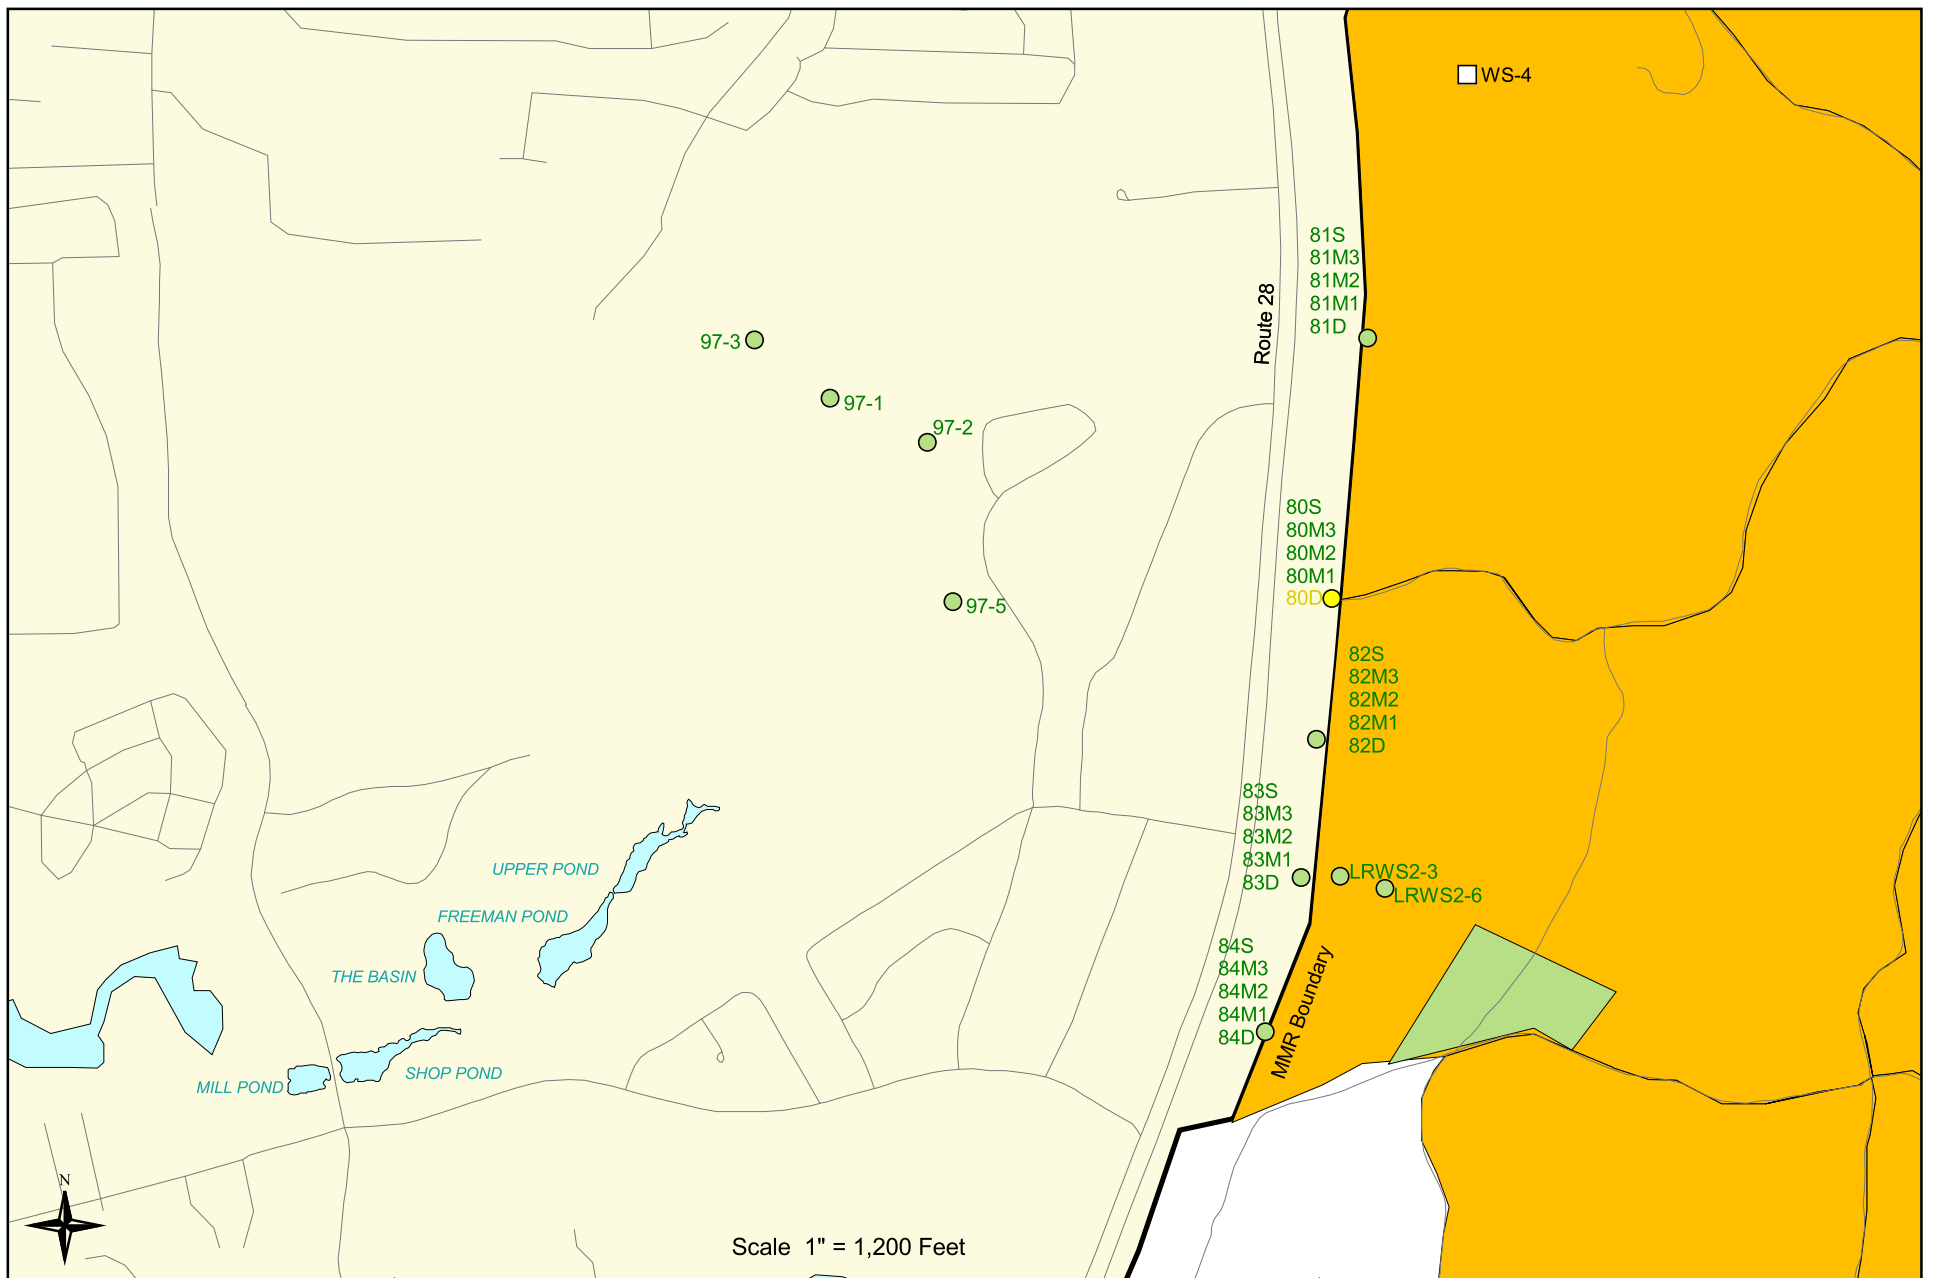 WS-4
81S
81M3
81M2
81M1
81D
Route 28
97-3
97-1
97-2
80S
80M3
80M2
80M1
80D
97-5
82S
82M3
82M2
82M1
82D
83S
83M3
83M2
83M1
83D
LRWS2-3
LRWS2-6
UPPER POND
FREEMAN POND
THE BASIN
84S
84M3
84M2
84M1
84D
MMR Boundary
SHOP POND
MILL POND
N
Scale 1" = 1,200 Feet